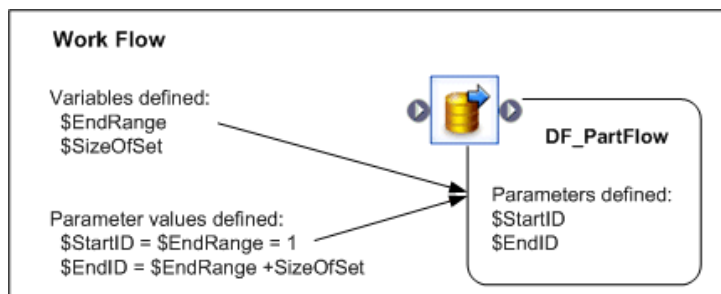 Work Flow
Variables defined:
$EndRange
$SizeOfSet
DF_PartFlow
Parameters defined:
$StartID
$EndID
Parameter values defined:
$StartID = $EndRange = 1
$EndID = $EndRange +SizeOfSet